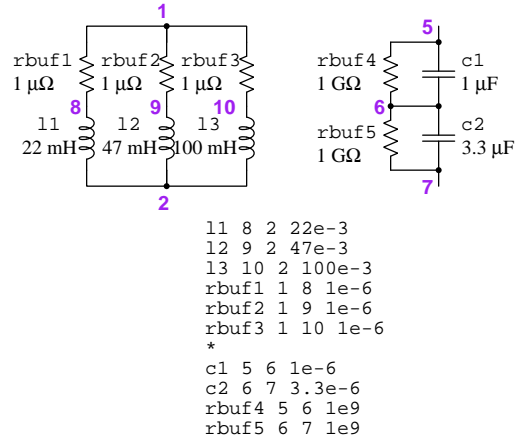 1
5
rbuf1 rbuf2 rbuf3
1 μΩ 1 μΩ 1 μΩ
8 9 10
l1 l2 l3
22 mH 47 mH 100 mH
2
rbuf4 c1
1 GΩ 1 μF
6
rbuf5 c2
1 GΩ 3.3 μF
7
l1 8 2 22e-3
l2 9 2 47e-3
l3 10 2 100e-3
rbuf1 1 8 1e-6
rbuf2 1 9 1e-6
rbuf3 1 10 1e-6
*
c1 5 6 1e-6
c2 6 7 3.3e-6
rbuf4 5 6 1e9
rbuf5 6 7 1e9